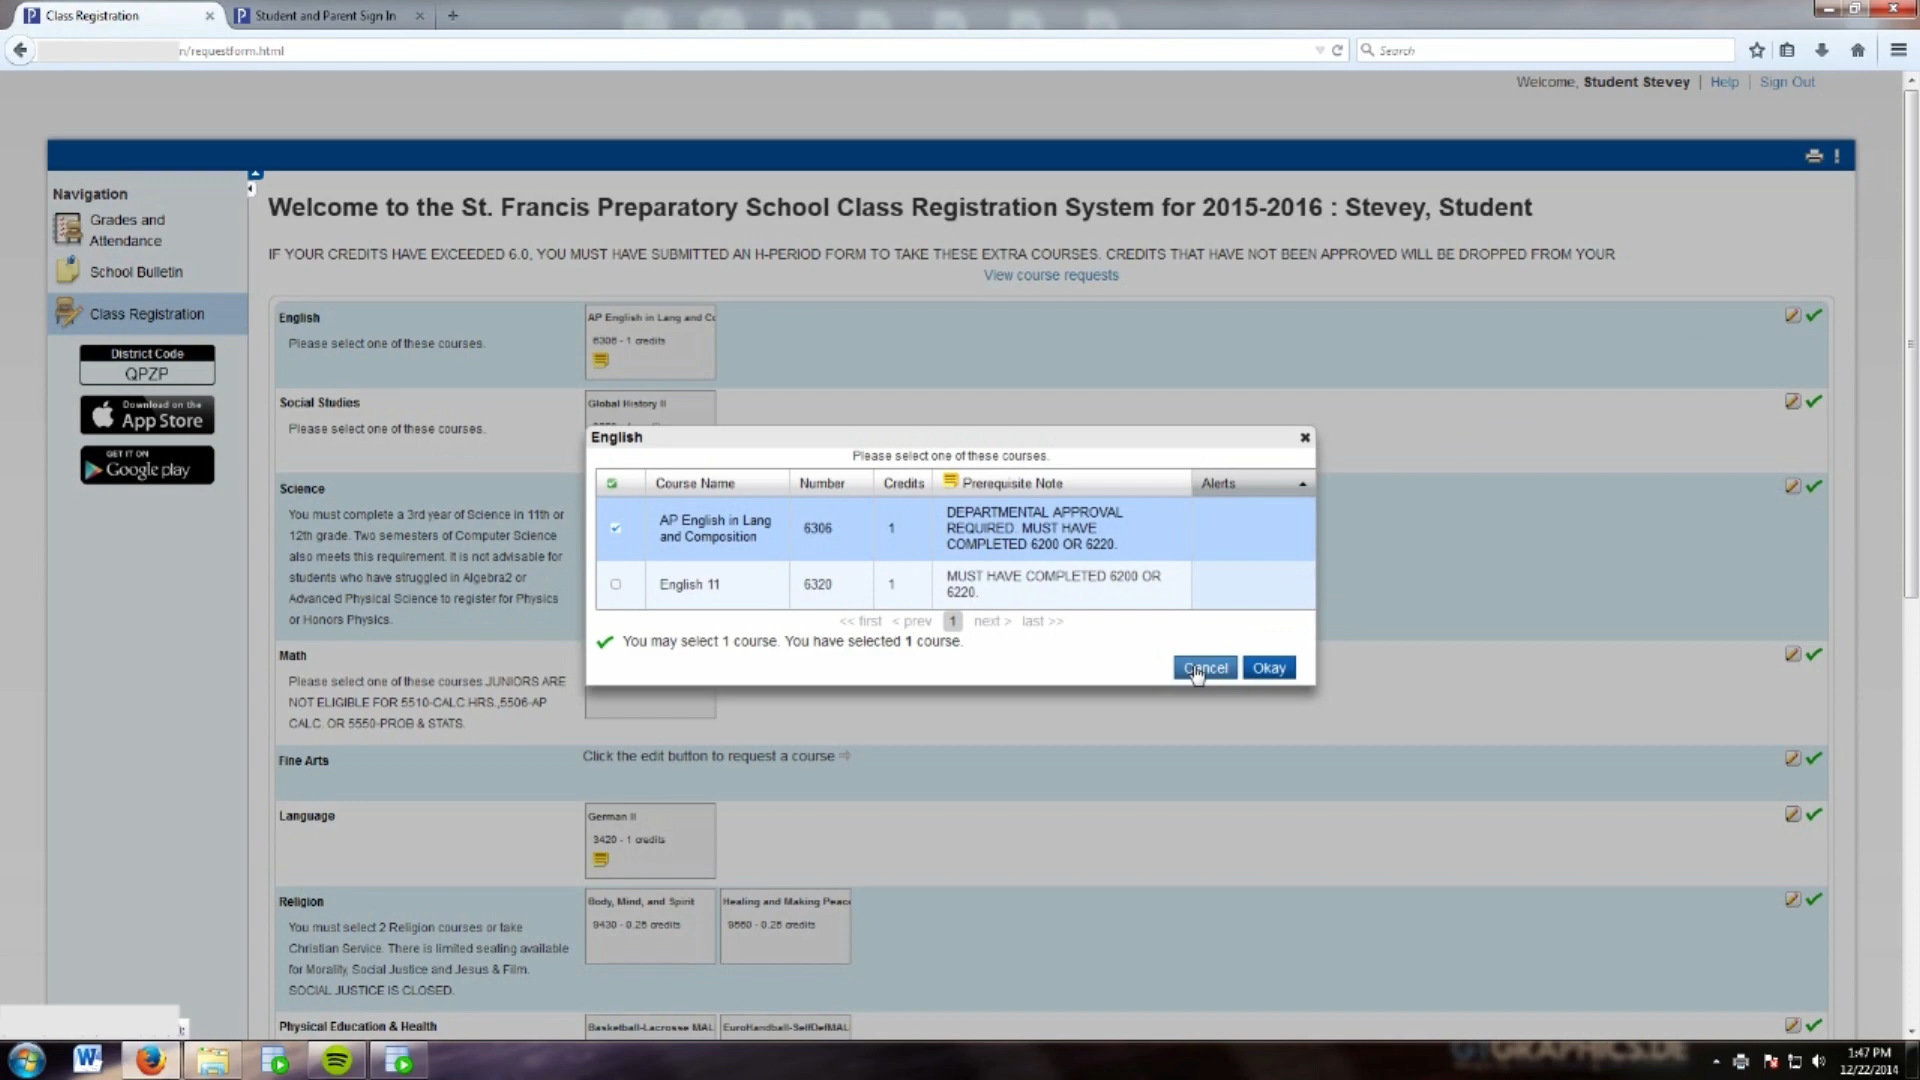 Class Registration
Student and Parent Sign In
n/requestform.html
Search
Welcome, Student Stevey | Help | Sign Out
Navigation
Grades and
Attendance
School Bulletin
Class Registration
District Code
QPZP
Download on the
App Store
GET IT ON
Google play
Welcome to the St. Francis Preparatory School Class Registration System for 2015-2016 : Stevey, Student
IF YOUR CREDITS HAVE EXCEEDED 6.0, YOU MUST HAVE SUBMITTED AN H-PERIOD FORM TO TAKE THESE EXTRA COURSES. CREDITS THAT HAVE NOT BEEN APPROVED WILL BE DROPPED FROM YOUR
View course requests
English
Please select one of these courses.
AP English in Lang and Co
6306 - 1 credits
Social Studies
Please select one of these courses.
Global History II
Science
You must complete a 3rd year of Science in 11th or
12th grade. Two semesters of Computer Science
also meets this requirement. It is not advisable for
students who have struggled in Algebra2 or
Advanced Physical Science to register for Physics
or Honors Physics.
Math
Please select one of these courses JUNIORS ARE
NOT ELIGIBLE FOR 5510-CALC HRS.,5506-AP
CALC. OR 5550-PROB & STATS.
Fine Arts
Click the edit button to request a course
Language
German II
3420 - 1 credits
Religion
You must select 2 Religion courses or take
Christian Service. There is limited seating available
for Morality, Social Justice and Jesus & Film.
SOCIAL JUSTICE IS CLOSED.
Body, Mind, and Spirit
9430 - 0.25 credits
Healing and Making Peace
9560 - 0.25 credits
Physical Education & Health
Basketball-Lacrosse MAL
EuroHandball-SelfDefMAL
English
Please select one of these courses.
Course Name Number Credits Prerequisite Note Alerts
AP English in Lang
and Composition
6306
1
DEPARTMENTAL APPROVAL
REQUIRED. MUST HAVE
COMPLETED 6200 OR 6220.
English 11
6320
1
MUST HAVE COMPLETED 6200 OR
6220.
<< first < prev 1 next > last >>
You may select 1 course. You have selected 1 course.
Cancel Okay
1:47 PM
12/22/2014